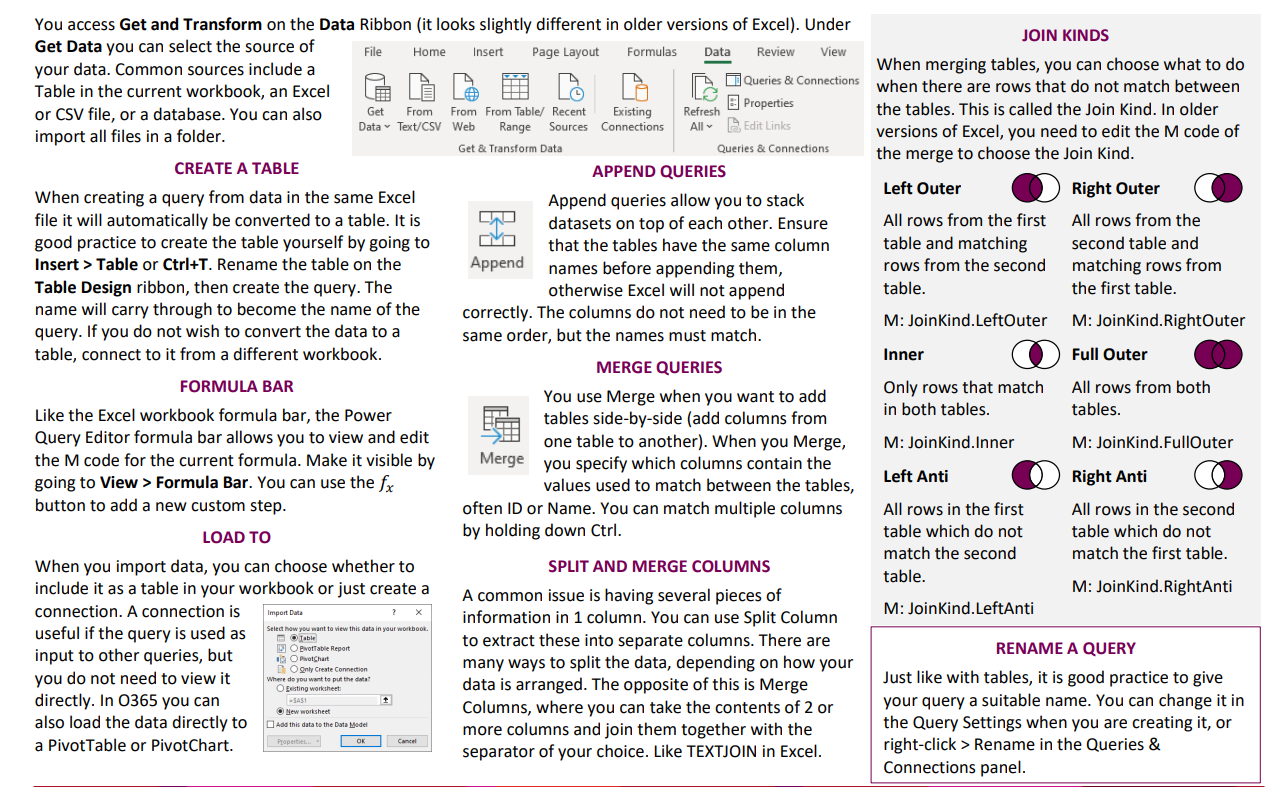 You access Get and Transform on the Data Ribbon (it looks slightly different in older versions of Excel). Under
Get Data you can select the source of
your data. Common sources include a
Table in the current workbook, an Excel
or CSV file, or a database. You can also
import all files in a folder.
File Home Insert Page Layout Formulas Data Review View
Get Data
From Text/CSV
From Web
From Table/ Range
Recent Sources
Existing Connections
Refresh All
Queries & Connections
Properties
Edit Links
Get & Transform Data
Queries & Connections
CREATE A TABLE
When creating a query from data in the same Excel
file it will automatically be converted to a table. It is
good practice to create the table yourself by going to
Insert > Table or Ctrl+T. Rename the table on the
Table Design ribbon, then create the query. The
name will carry through to become the name of the
query. If you do not wish to convert the data to a
table, connect to it from a different workbook.
FORMULA BAR
Like the Excel workbook formula bar, the Power
Query Editor formula bar allows you to view and edit
the M code for the current formula. Make it visible by
going to View > Formula Bar. You can use the fx
button to add a new custom step.
LOAD TO
When you import data, you can choose whether to
include it as a table in your workbook or just create a
connection. A connection is
useful if the query is used as
input to other queries, but
you do not need to view it
directly. In O365 you can
also load the data directly to
a PivotTable or PivotChart.
Import Data ? ×
Select how you want to view this data in your workbook.
Table
PivotTable Report
PivotChart
Only Create Connection
Where do you want to put the data?
Existing worksheet:
=$A$1
New worksheet
Add this data to the Data Model
Properties... OK Cancel
APPEND QUERIES
Append
Append queries allow you to stack
datasets on top of each other. Ensure
that the tables have the same column
names before appending them,
otherwise Excel will not append
correctly. The columns do not need to be in the
same order, but the names must match.
MERGE QUERIES
Merge
You use Merge when you want to add
tables side-by-side (add columns from
one table to another). When you Merge,
you specify which columns contain the
values used to match between the tables,
often ID or Name. You can match multiple columns
by holding down Ctrl.
SPLIT AND MERGE COLUMNS
A common issue is having several pieces of
information in 1 column. You can use Split Column
to extract these into separate columns. There are
many ways to split the data, depending on how your
data is arranged. The opposite of this is Merge
Columns, where you can take the contents of 2 or
more columns and join them together with the
separator of your choice. Like TEXTJOIN in Excel.
JOIN KINDS
When merging tables, you can choose what to do
when there are rows that do not match between
the tables. This is called the Join Kind. In older
versions of Excel, you need to edit the M code of
the merge to choose the Join Kind.
Left Outer
All rows from the first
table and matching
rows from the second
table.
M: JoinKind.LeftOuter
Right Outer
All rows from the
second table and
matching rows from
the first table.
M: JoinKind.RightOuter
Inner
Only rows that match
in both tables.
M: JoinKind.Inner
Full Outer
All rows from both
tables.
M: JoinKind.FullOuter
Left Anti
All rows in the first
table which do not
match the second
table.
M: JoinKind.LeftAnti
Right Anti
All rows in the second
table which do not
match the first table.
M: JoinKind.RightAnti
RENAME A QUERY
Just like with tables, it is good practice to give
your query a suitable name. You can change it in
the Query Settings when you are creating it, or
right-click > Rename in the Queries &
Connections panel.